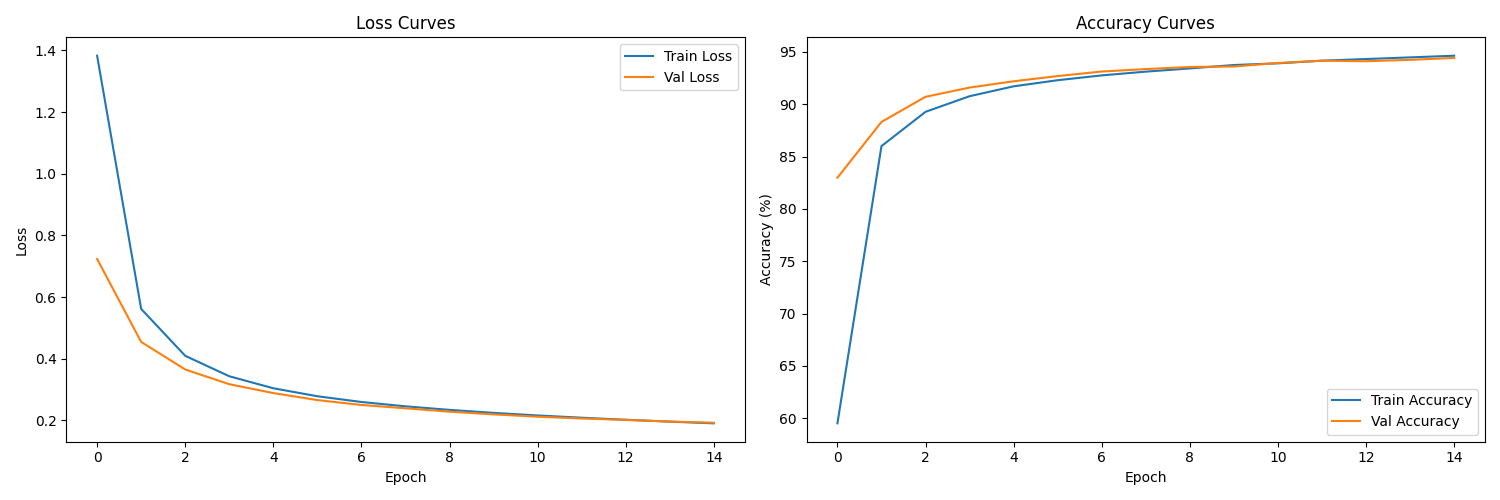 Loss Curves
1.4
1.2
1.0
0.8
0.6
0.4
0.2
Loss
0 2 4 6 8 10 12 14
Epoch
Train Loss
Val Loss
Accuracy Curves
95
90
85
80
75
70
65
60
Accuracy (%)
0 2 4 6 8 10 12 14
Epoch
Train Accuracy
Val Accuracy